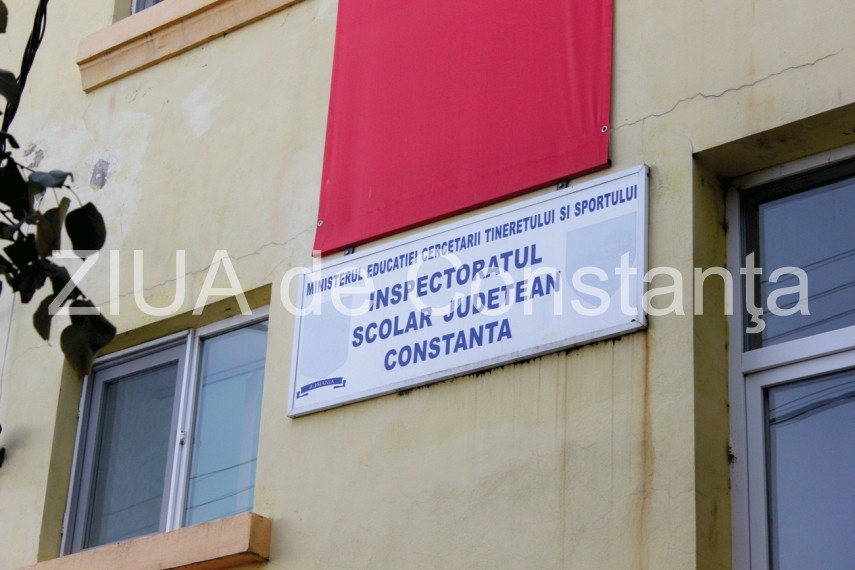 MINISTERUL EDUCATIEI CERCETARII TINERETULUI SI SPORTULUI
INSPECTORATUL
SCOLAR JUDETEAN
CONSTANTA
ZIUA de Constanţa